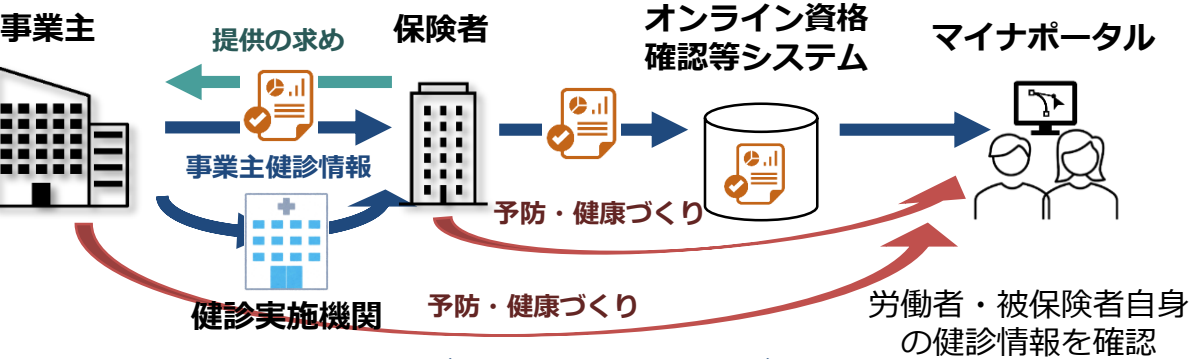 事業主
提供の求め
保険者
オンライン資格
確認等システム
マイナポータル
事業主健診情報
予防・健康づくり
健診実施機関
予防・健康づくり
労働者・被保険者自身
の健診情報を確認